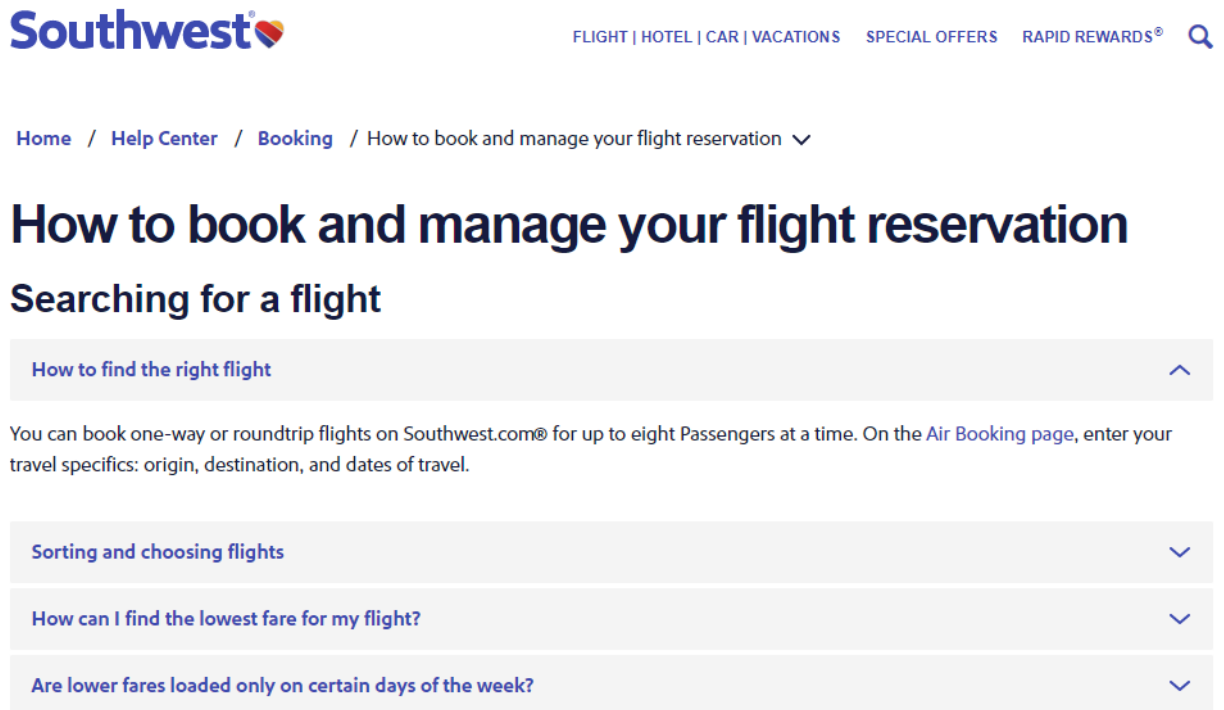 Southwest®
FLIGHT | HOTEL | CAR | VACATIONS SPECIAL OFFERS RAPID REWARDS®
Home / Help Center / Booking / How to book and manage your flight reservation
How to book and manage your flight reservation
Searching for a flight
How to find the right flight
You can book one-way or roundtrip flights on Southwest.com® for up to eight Passengers at a time. On the Air Booking page, enter your
travel specifics: origin, destination, and dates of travel.
Sorting and choosing flights
How can I find the lowest fare for my flight?
Are lower fares loaded only on certain days of the week?